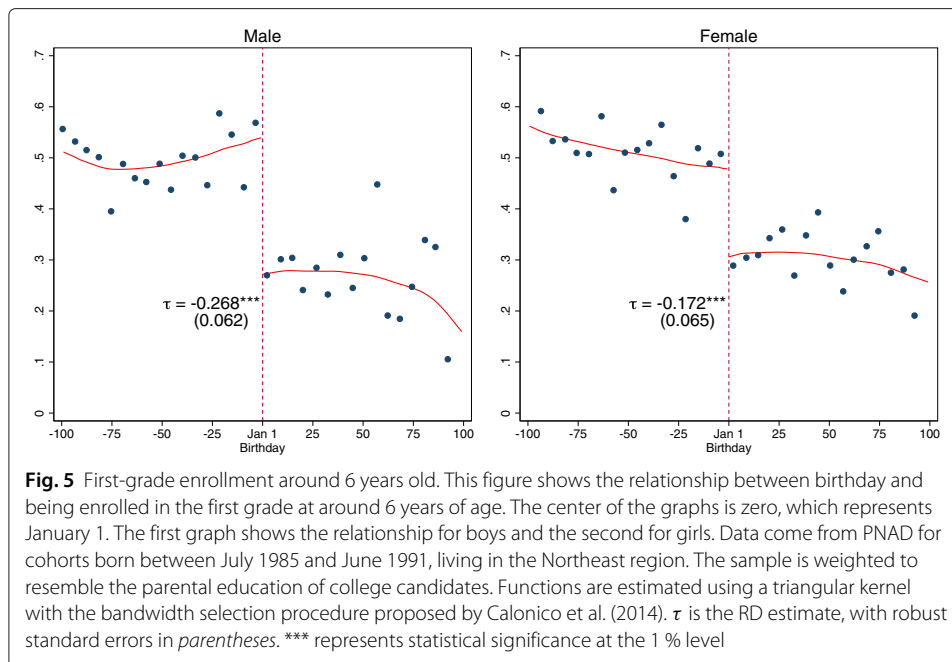 Male
Female
.7
.6
.5
.4
.3
.2
.1
0
τ = -0.268***
(0.062)
-100 -75 -50 -25 Jan 1 25 50 75 100
Birthday
.7
.6
.5
.4
.3
.2
.1
0
τ = -0.172***
(0.065)
-100 -75 -50 -25 Jan 1 25 50 75 100
Birthday
Fig. 5 First-grade enrollment around 6 years old. This figure shows the relationship between birthday and
being enrolled in the first grade at around 6 years of age. The center of the graphs is zero, which represents
January 1. The first graph shows the relationship for boys and the second for girls. Data come from PNAD for
cohorts born between July 1985 and June 1991, living in the Northeast region. The sample is weighted to
resemble the parental education of college candidates. Functions are estimated using a triangular kernel
with the bandwidth selection procedure proposed by Calonico et al. (2014). τ is the RD estimate, with robust
standard errors in parentheses. *** represents statistical significance at the 1 % level